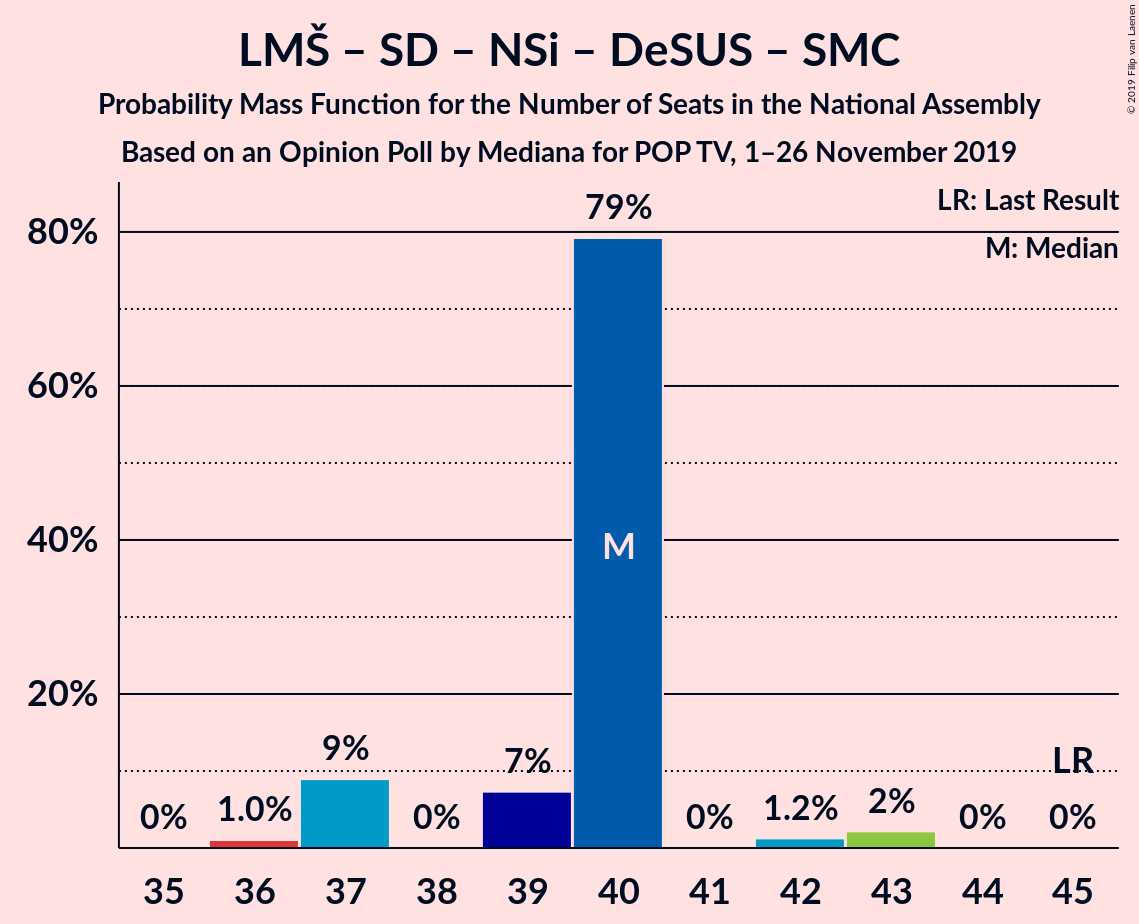 LMŠ – SD – NSi – DeSUS – SMC
Probability Mass Function for the Number of Seats in the National Assembly
Based on an Opinion Poll by Mediana for POP TV, 1–26 November 2019
© 2019 Filip van Laenen
LR: Last Result
M: Median
79%
80%
60%
40%
20%
M
0%
1.0%
9%
0%
7%
0%
1.2%
2%
0%
LR
0%
35 36 37 38 39 40 41 42 43 44 45